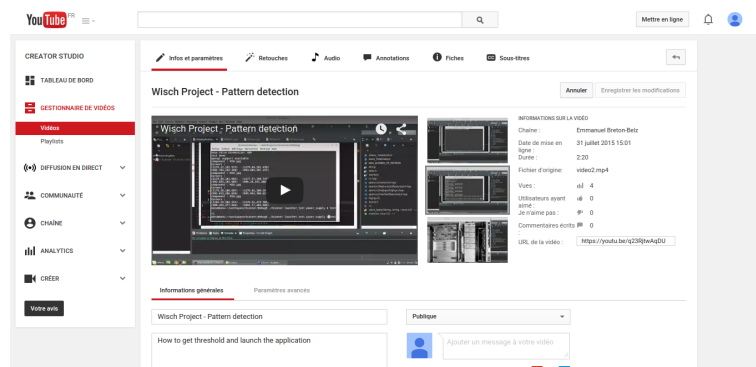 YouTube FR
Mettre en ligne
CREATOR STUDIO
TABLEAU DE BORD
GESTIONNAIRE DE VIDÉOS
Vidéos
Playlists
DIFFUSION EN DIRECT
COMMUNAUTÉ
CHAÎNE
ANALYTICS
CRÉER
Votre avis
Infos et paramètres
Retouches
Audio
Annotations
Fiches
Sous-titres
Wisch Project - Pattern detection
Annuler
Enregistrer les modifications
Wisch Project - Pattern detection
INFORMATIONS SUR LA VIDÉO
Chaîne : Emmanuel Breton-Belz
Date de mise en ligne : 31 juillet 2015 15:01
Durée : 2:20
Fichier d'origine: video2.mp4
Vues : 4
Utilisateurs ayant aimé : 0
Je n'aime pas : 0
Commentaires écrits : 0
URL de la vidéo : https://youtu.be/q23RjtwAqDU
Informations générales
Paramètres avancés
Wisch Project - Pattern detection
Publique
How to get threshold and launch the application
Ajouter un message à votre vidéo